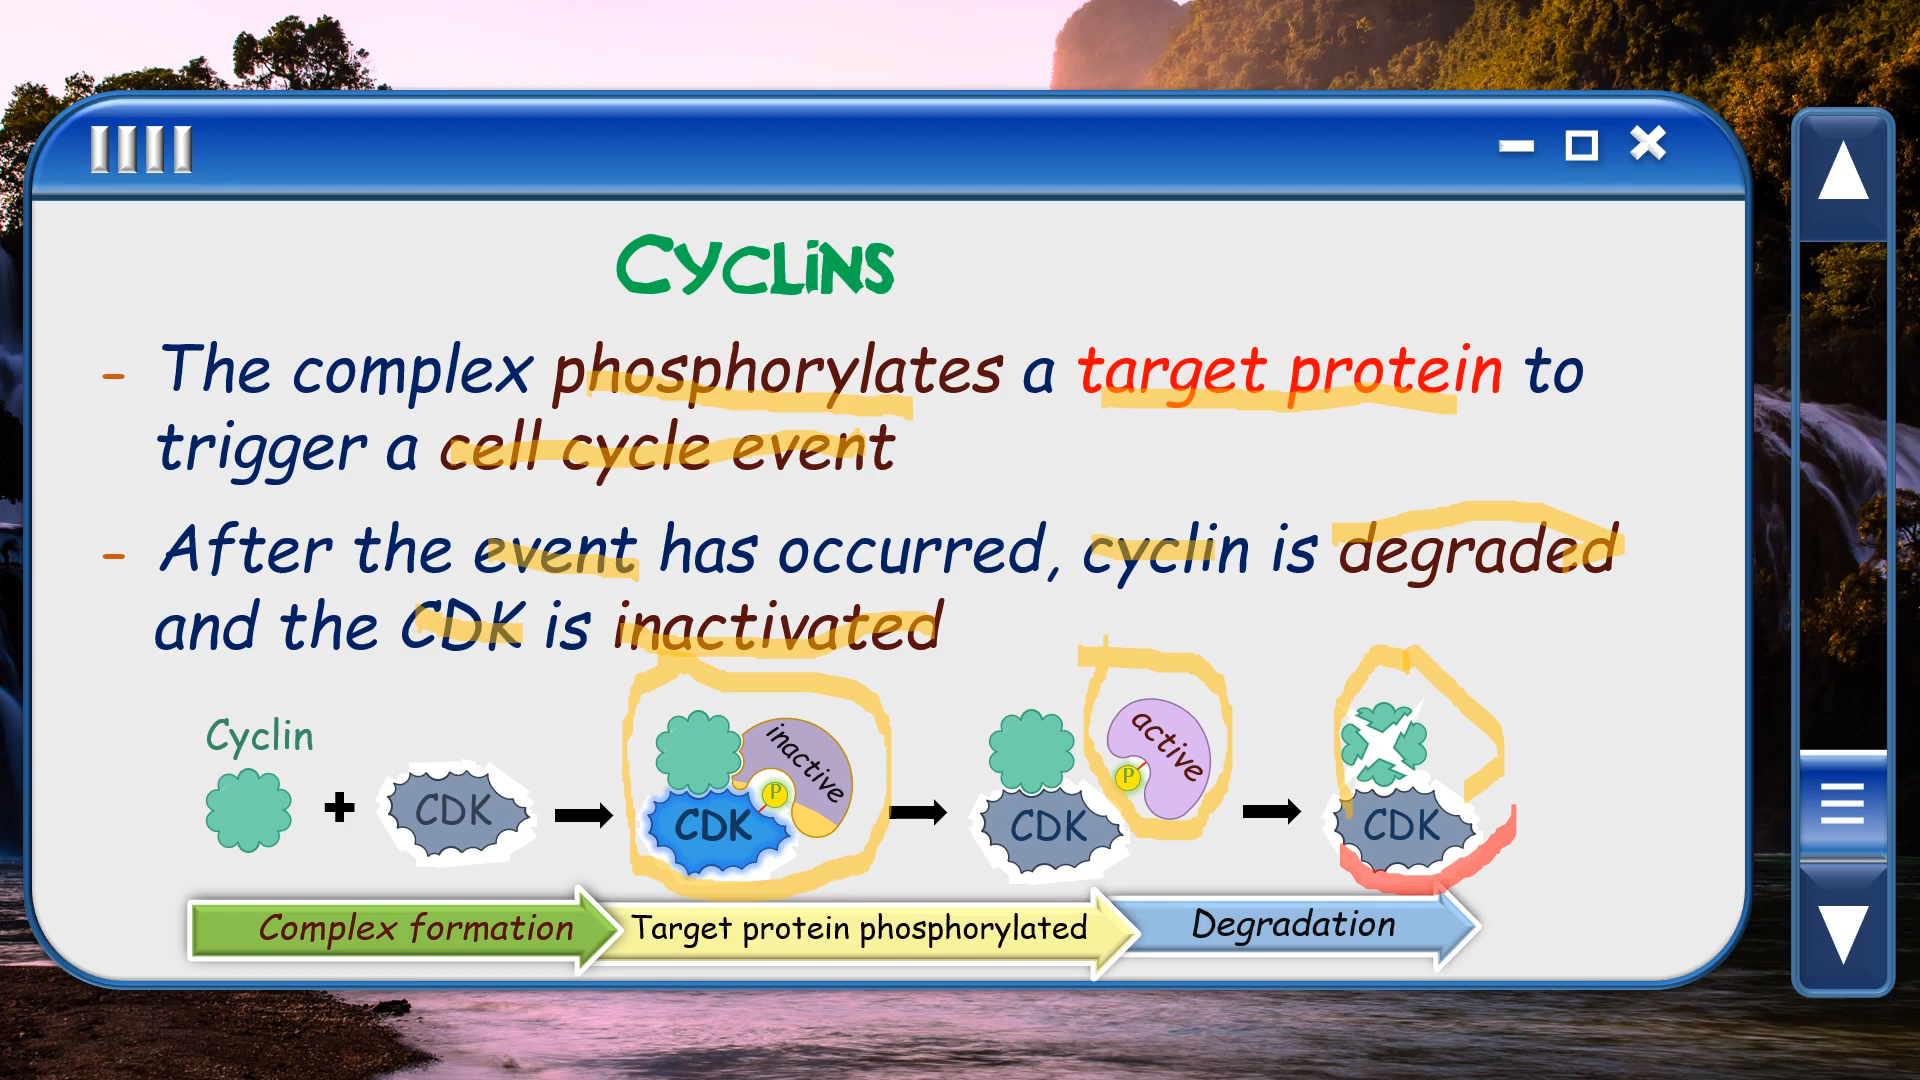 CYCLiNS
- The complex phosphorylates a target protein to
trigger a cell cycle event
- After the event has occurred, cyclin is degraded
and the CDK is inactivated
Cyclin
+
CDK
inactive
P
CDK
active
P
CDK
CDK
Complex formation
Target protein phosphorylated
Degradation